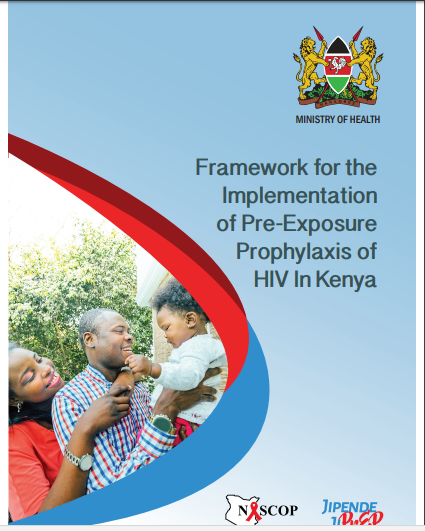 MINISTRY OF HEALTH
Framework for the
Implementation
of Pre-Exposure
Prophylaxis of
HIV In Kenya
NASCOP
JIPENDE